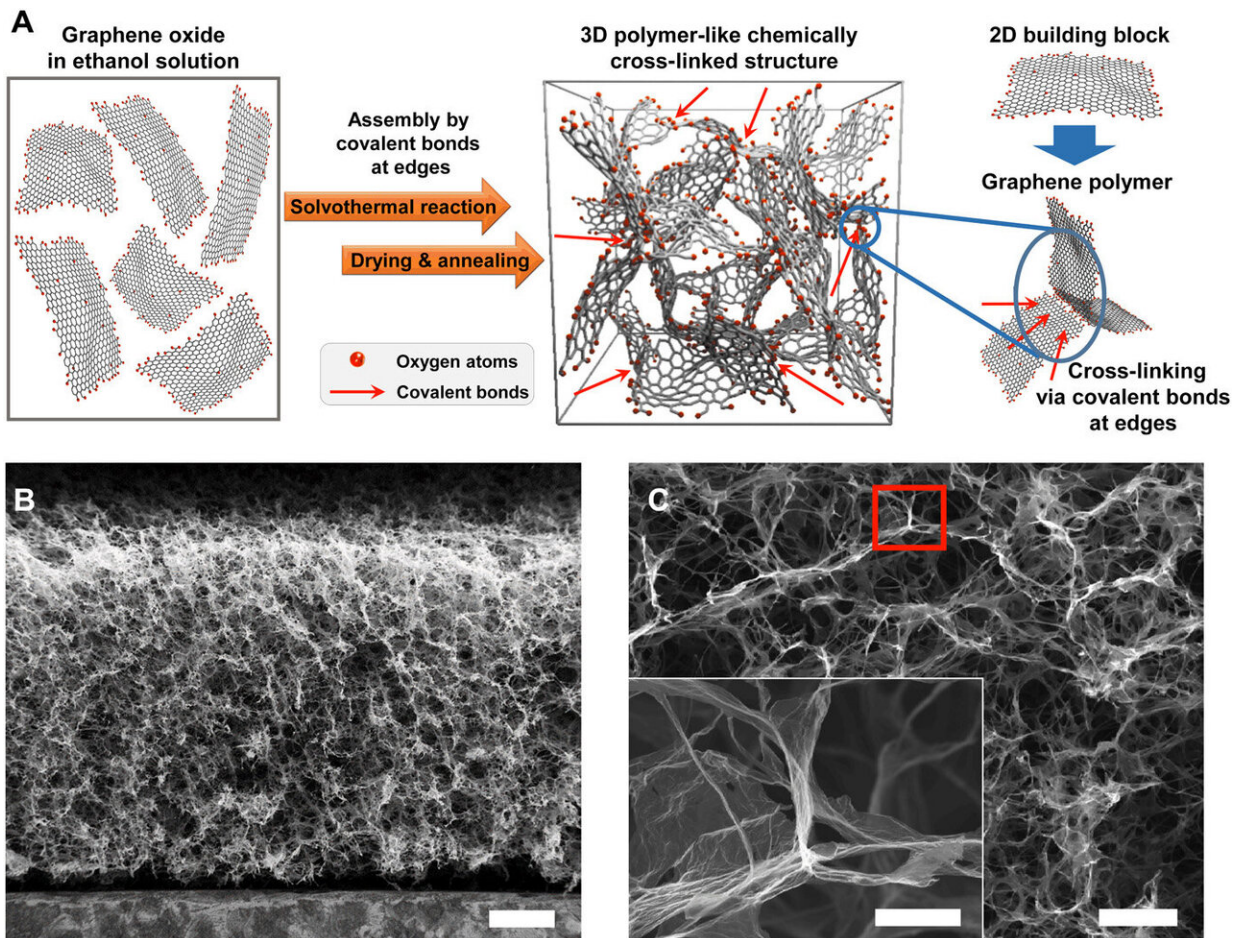 A
Graphene oxide
in ethanol solution
Assembly by
covalent bonds
at edges
Solvothermal reaction
Drying & annealing
Oxygen atoms
Covalent bonds
3D polymer-like chemically
cross-linked structure
2D building block
Graphene polymer
Cross-linking
via covalent bonds
at edges
B
C